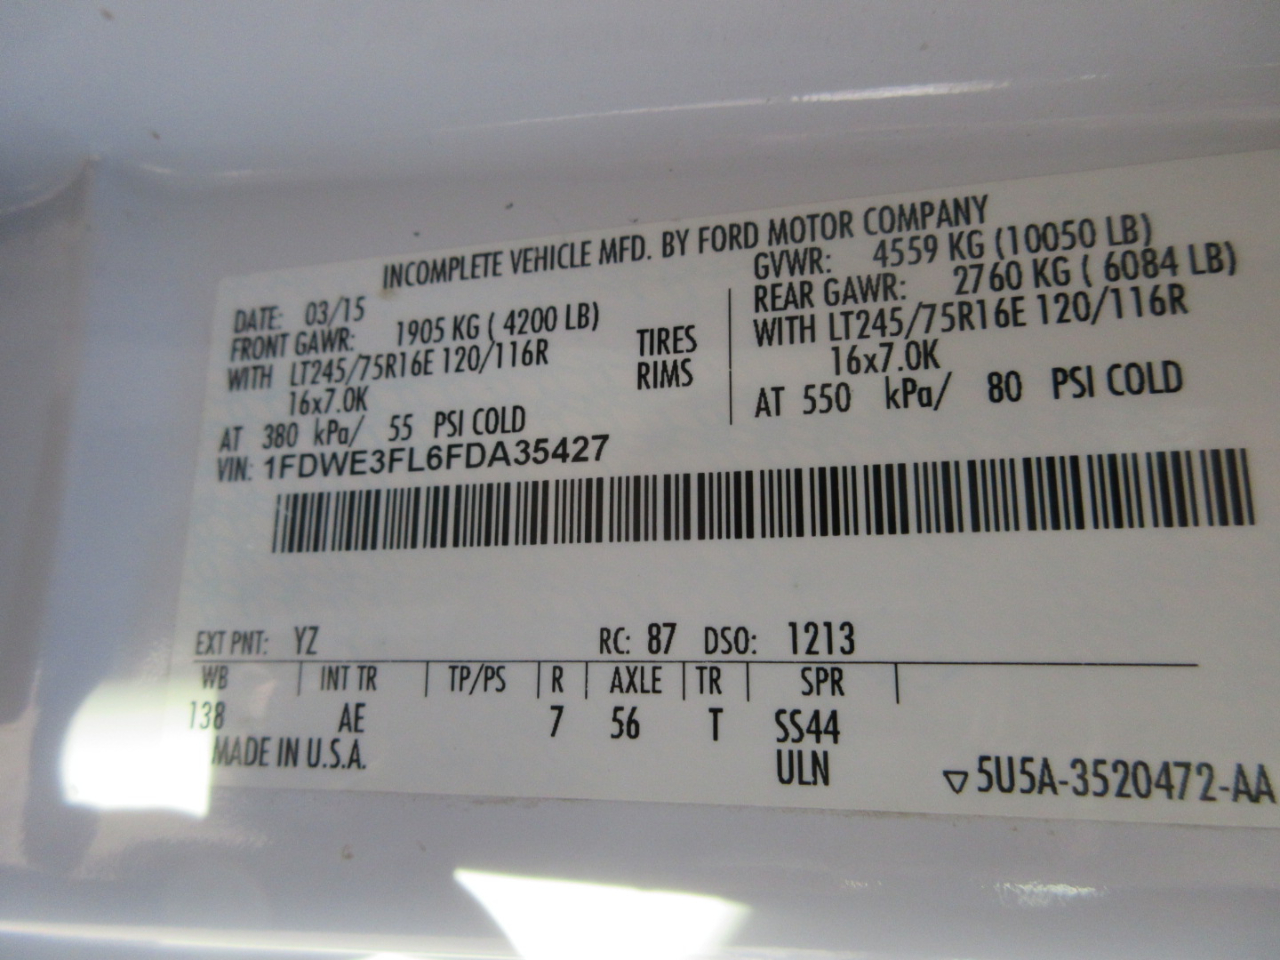 INCOMPLETE VEHICLE MFD. BY FORD MOTOR COMPANY
DATE: 03/15
FRONT GAWR: 1905 KG ( 4200 LB)
WITH LT245/75R16E 120/116R
16x7.0K
AT 380 kPa/ 55 PSI COLD
TIRES
RIMS
GVWR: 4559 KG (10050 LB)
REAR GAWR: 2760 KG ( 6084 LB)
WITH LT245/75R16E 120/116R
16x7.0K
AT 550 kPa/ 80 PSI COLD
VIN: 1FDWE3FL6FDA35427
EXT PNT: YZ RC: 87 DSO: 1213
WB INT TR TP/PS R AXLE TR SPR
138 AE 7 56 T SS44
MADE IN U.S.A. ULN
▽5U5A-3520472-AA